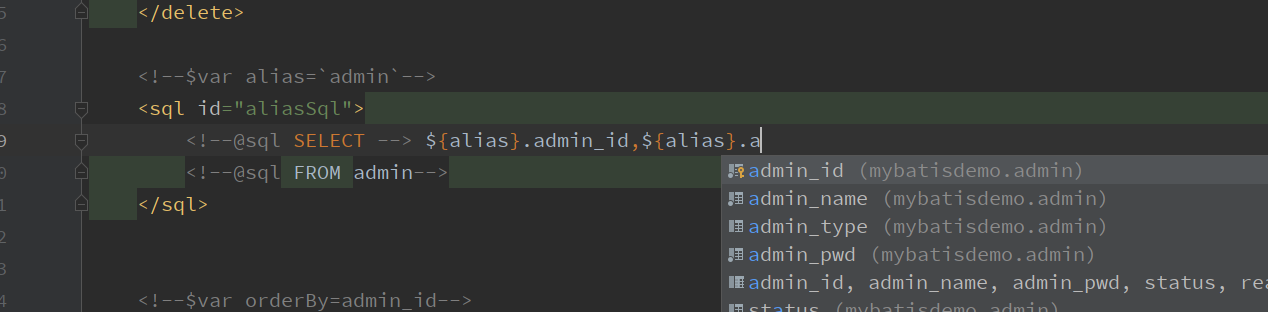 5 </delete>
6
7 <!--$var alias=`admin`-->
8 <sql id="aliasSql">
9 <!--@sql SELECT --> ${alias}.admin_id,${alias}.a
0 <!--@sql FROM admin-->
1 </sql>
2
3
4 <!--$var orderBy=admin_id-->
admin_id (mybatisdemo.admin)
admin_name (mybatisdemo.admin)
admin_type (mybatisdemo.admin)
admin_pwd (mybatisdemo.admin)
admin_id, admin_name, admin_pwd, status, rea
status (mybatisdemo.admin)